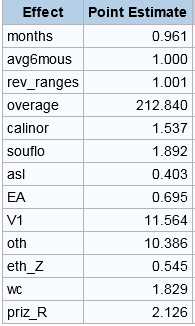 Effect Point Estimate
months 0.961
avg6mous 1.000
rev_ranges 1.001
overage 212.840
calinor 1.537
souflo 1.892
asl 0.403
EA 0.695
V1 11.564
oth 10.386
eth_Z 0.545
wc 1.829
priz_R 2.126